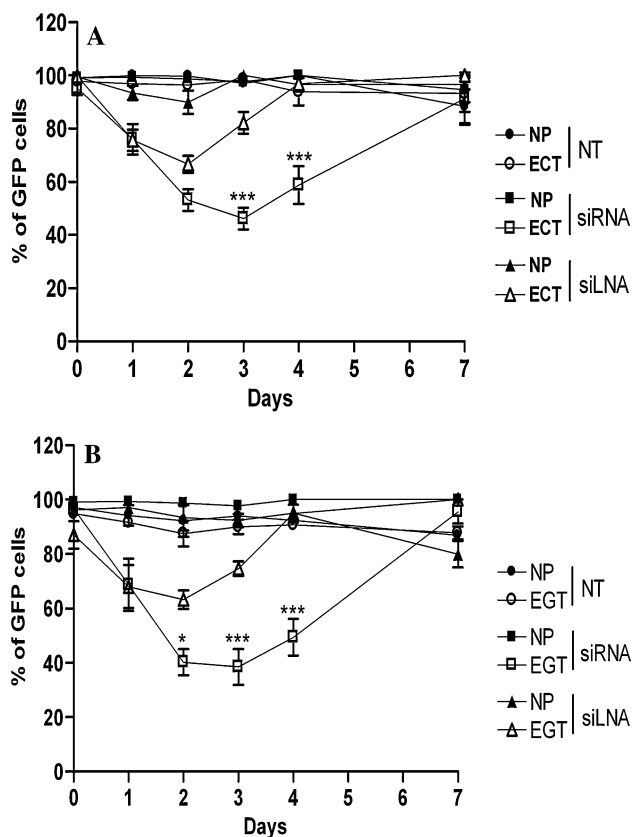 A
120
100
80
60
40
20
0
% of GFP cells
***
***
0 1 2 3 4 5 6 7
Days
NP
ECT
NT
NP
ECT
siRNA
NP
ECT
siLNA
B
120
100
80
60
40
20
0
% of GFP cells
*
***
***
0 1 2 3 4 5 6 7
Days
NP
EGT
NT
NP
EGT
siRNA
NP
EGT
siLNA